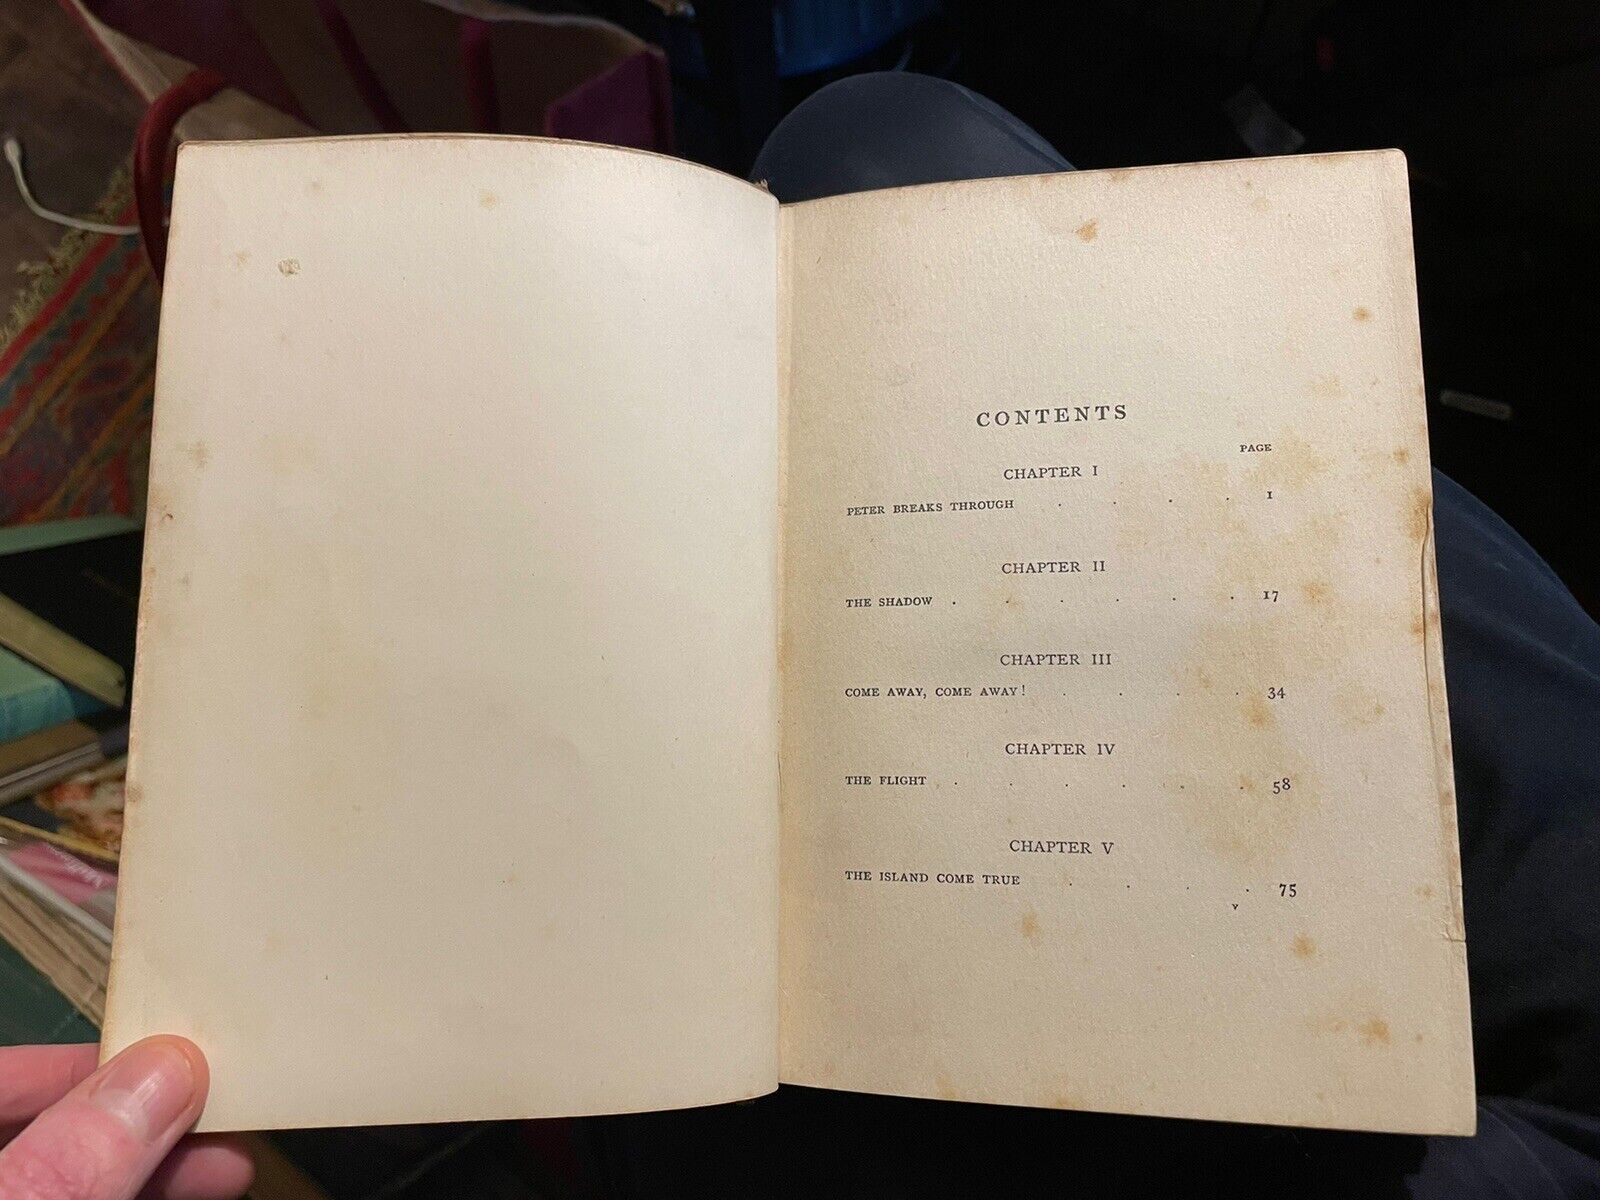 CONTENTS
PAGE
CHAPTER I
PETER BREAKS THROUGH . . . . 1
CHAPTER II
THE SHADOW . . . . . . 17
CHAPTER III
COME AWAY, COME AWAY! . . . . 34
CHAPTER IV
THE FLIGHT . . . . . . 58
CHAPTER V
THE ISLAND COME TRUE . . . . 75
v